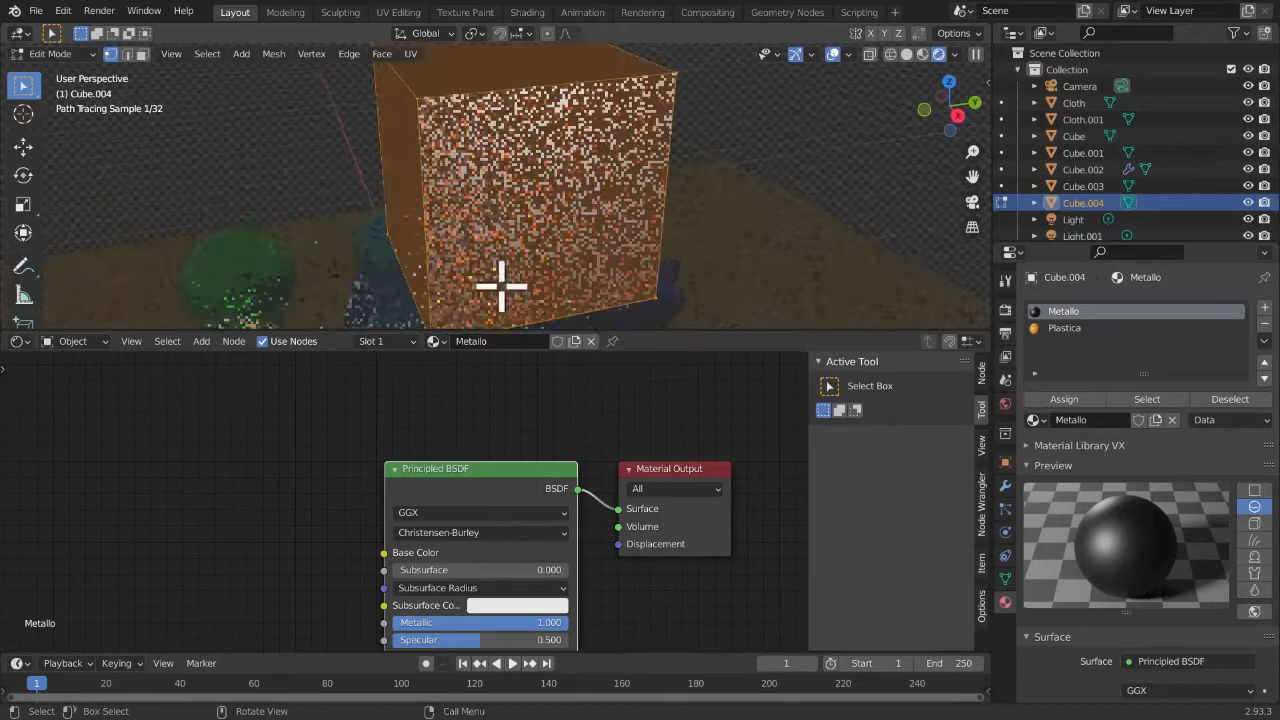 File Edit Render Window Help Layout Modeling Sculpting UV Editing Texture Paint Shading Animation Rendering Compositing Geometry Nodes Scripting + Scene View Layer
Global Options
Edit Mode View Select Add Mesh Vertex Edge Face UV
User Perspective
(1) Cube.004
Path Tracing Sample 1/32
Z
Y
X
Scene Collection
Collection
Camera
Cloth
Cloth.001
Cube
Cube.001
Cube.002
Cube.003
Cube.004
Light
Light.001
Cube.004 Metallo
Metallo
Plastica
Assign Select Deselect
Metallo Data
Material Library VX
Preview
Surface
Surface Principled BSDF
GGX
Object View Select Add Node Use Nodes Slot 1 Metallo
Principled BSDF
BSDF
GGX
Christensen-Burley
Base Color
Subsurface 0.000
Subsurface Radius
Subsurface Co...
Metallic 1.000
Specular 0.500
Material Output
All
Surface
Volume
Displacement
Metallo
Active Tool
Select Box
Node
Tool
View
Node Wrangler
Item
Options
Playback Keying View Marker 1 Start 1 End 250
1 20 40 60 80 100 120 140 160 180 200 220 240
Select Box Select Rotate View Call Menu 2.93.3